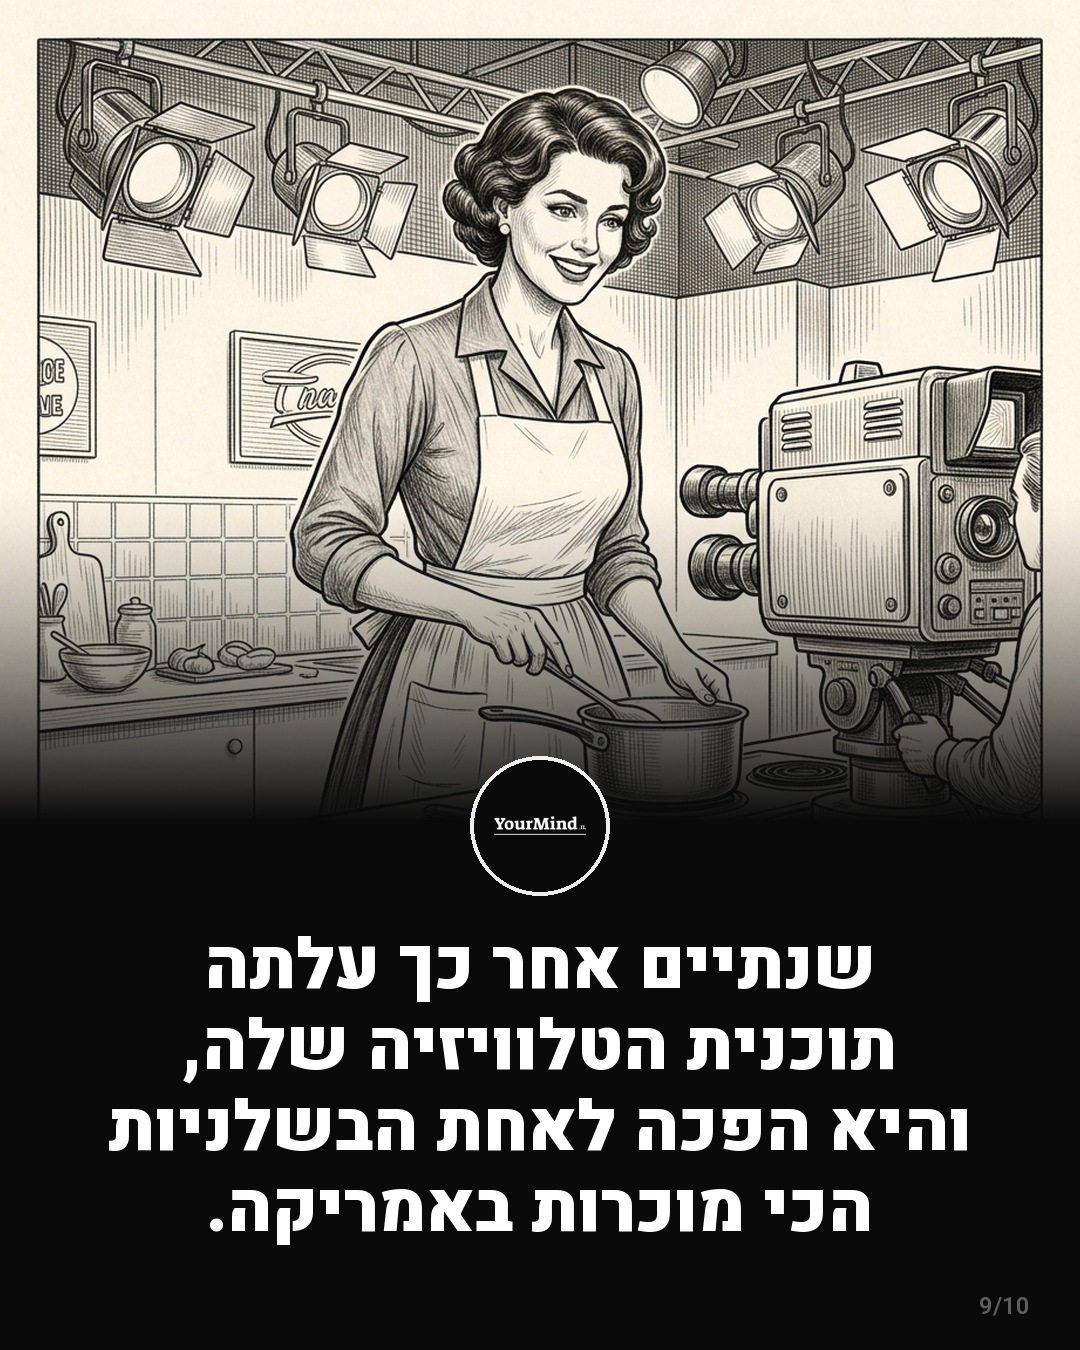 YourMind
שנתיים אחר כך עלתה
תוכנית הטלוויזיה שלה,
והיא הפכה לאחת הבשלניות
הכי מוכרות באמריקה.
9/10